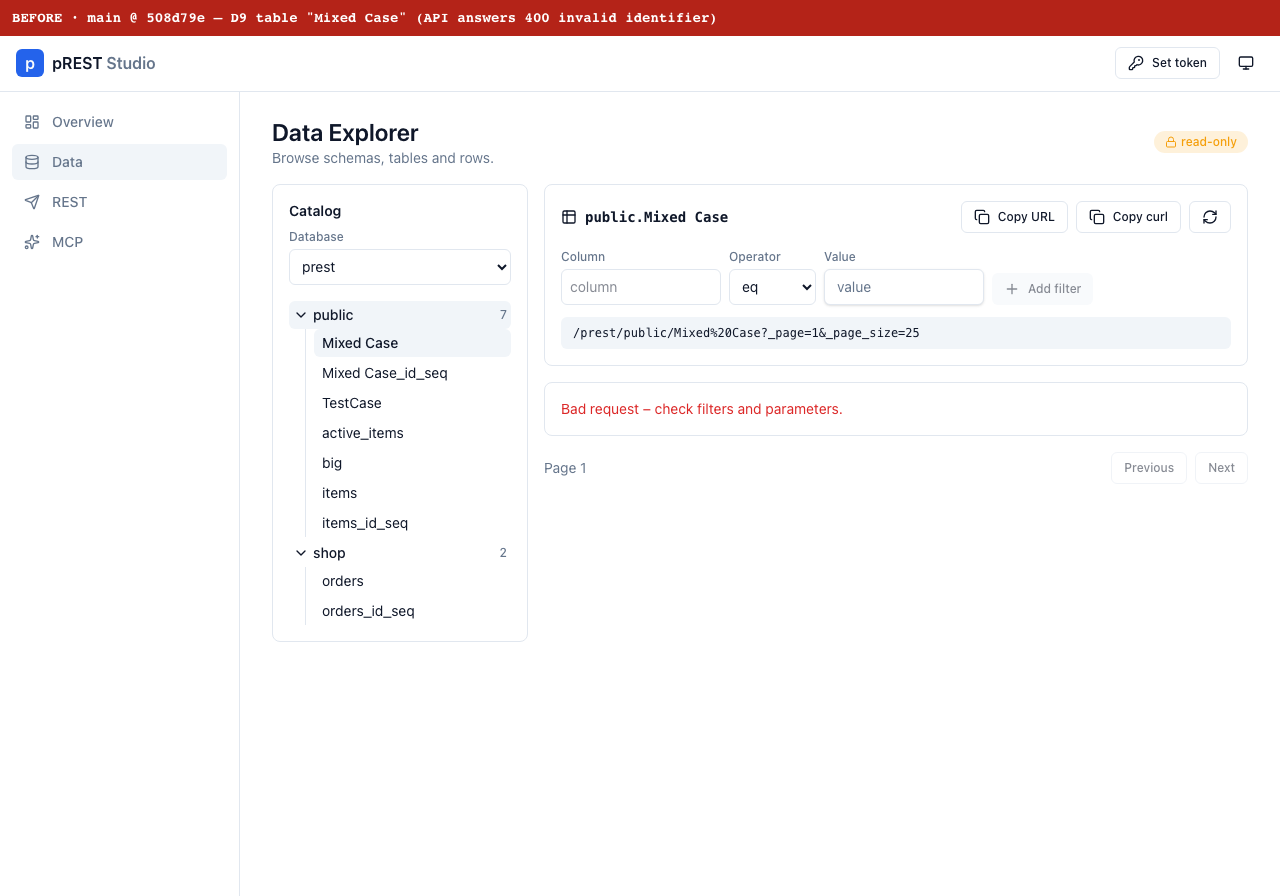 BEFORE · main @ 508d79e — D9 table "Mixed Case" (API answers 400 invalid identifier)
p pREST Studio
Set token
Overview
Data
REST
MCP
Data Explorer
Browse schemas, tables and rows.
read-only
Catalog
Database
prest
public 7
Mixed Case
Mixed Case_id_seq
TestCase
active_items
big
items
items_id_seq
shop 2
orders
orders_id_seq
public.Mixed Case
Copy URL
Copy curl
Column Operator Value
column eq value Add filter
/prest/public/Mixed%20Case?_page=1&_page_size=25
Bad request – check filters and parameters.
Page 1
Previous
Next